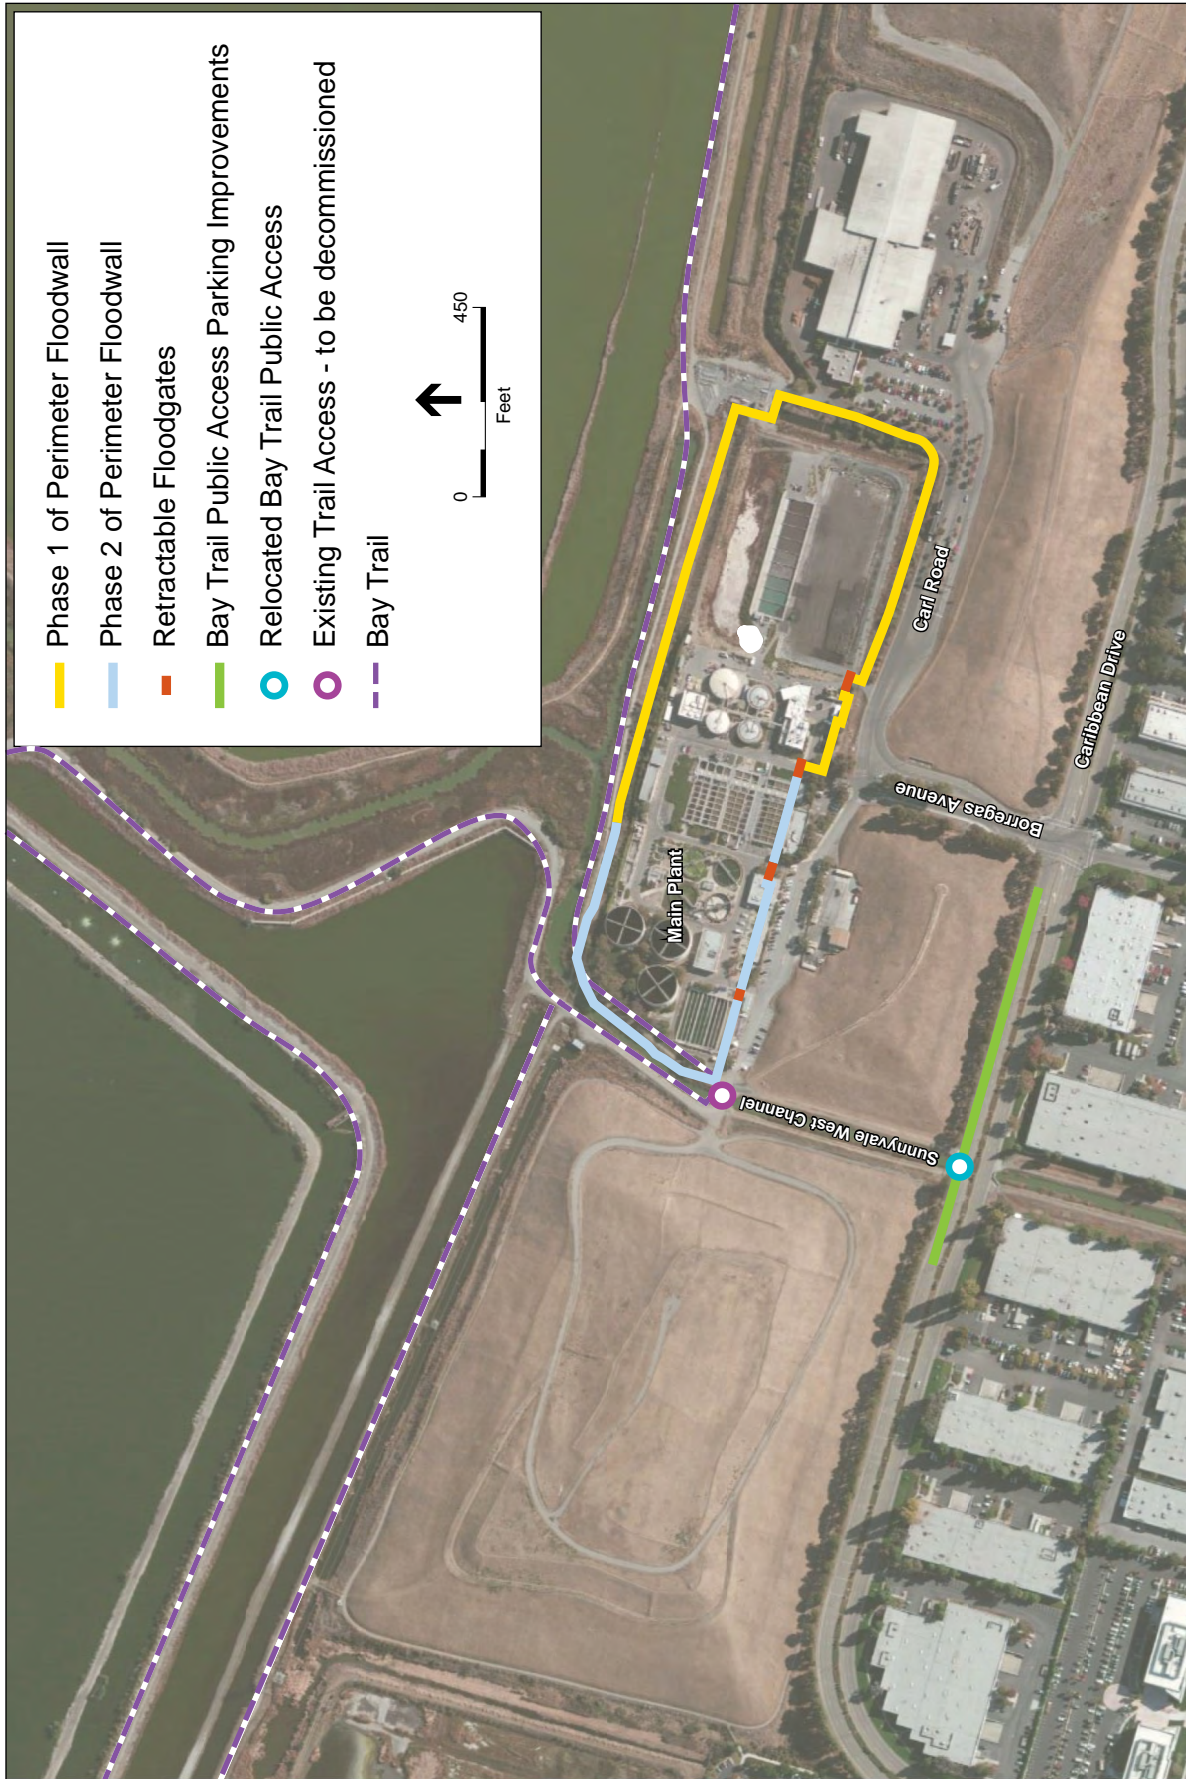 Phase 1 of Perimeter Floodwall
Phase 2 of Perimeter Floodwall
Retractable Floodgates
Bay Trail Public Access Parking Improvements
Relocated Bay Trail Public Access
Existing Trail Access - to be decommissioned
Bay Trail
0
450
Feet
Main Plant
Carl Road
Sunnyvale West Channel
Borregas Avenue
Caribbean Drive